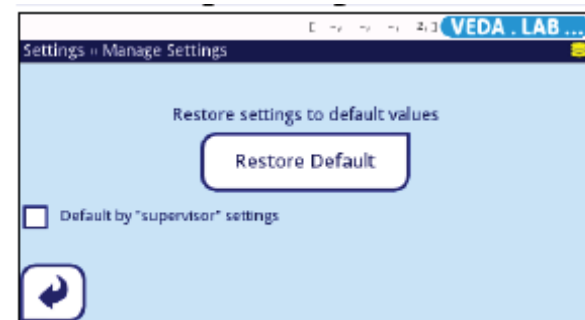 VEDA . LAB ...
Settings » Manage Settings
Restore settings to default values
Restore Default
Default by "supervisor" settings